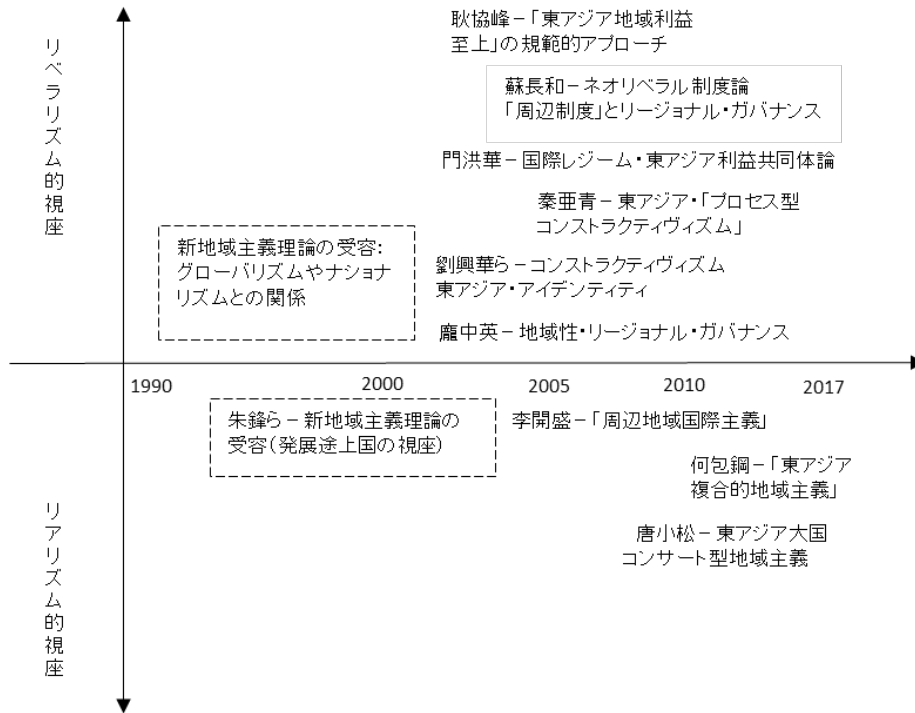 リベラリズム的視座
耿協峰－「東アジア地域利益
至上」の規範的アプローチ
蘇長和－ネオリベラル制度論
「周辺制度」とリージョナル・ガバナンス
門洪華－国際レジーム・東アジア利益共同体論
秦亜青－東アジア・「プロセス型
コンストラクティヴィズム」
新地域主義理論の受容:
グローバリズムやナショナ
リズムとの関係
劉興華ら－コンストラクティヴィズム
東アジア・アイデンティティ
龐中英－地域性・リージョナル・ガバナンス
1990 2000 2005 2010 2017
朱鋒ら－新地域主義理論の
受容(発展途上国の視座)
李開盛－「周辺地域国際主義」
何包鋼－「東アジア
複合的地域主義」
唐小松－東アジア大国
コンサート型地域主義
リアリズム的視座